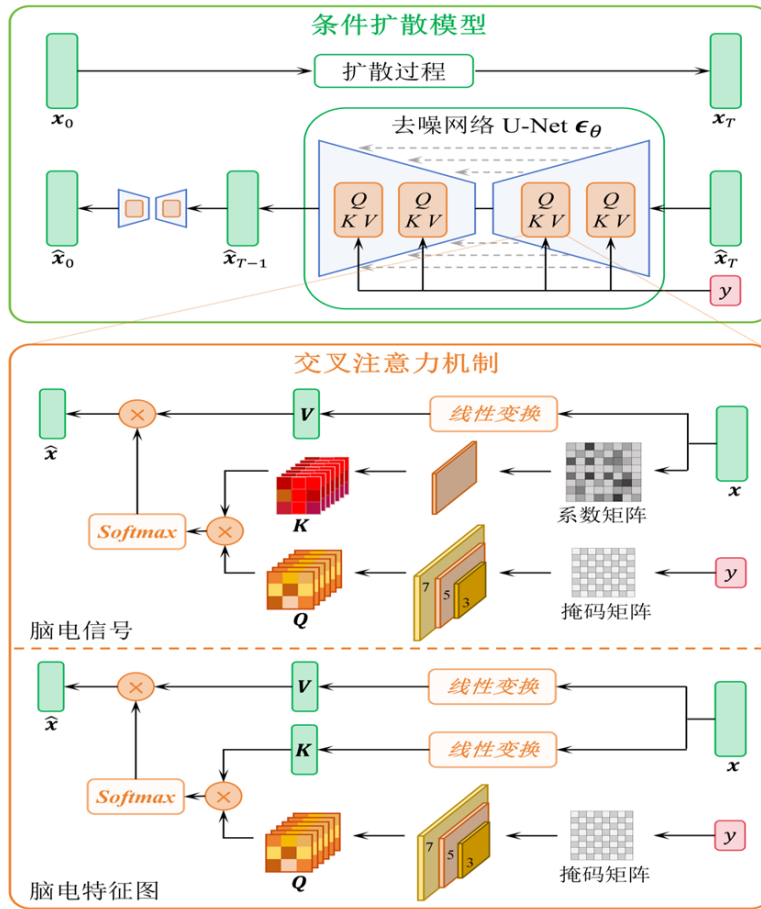 条件扩散模型
x₀
扩散过程
x_T
去噪网络 U-Net ϵ_θ
Q
K V
Q
K V
Q
K V
Q
K V
x̂₀
x̂_{T−1}
x̂_T
y
交叉注意力机制
x̂
×
V
线性变换
x
K
系数矩阵
Softmax
×
Q
7
5
3
掩码矩阵
y
脑电信号
x̂
×
V
线性变换
K
线性变换
x
Softmax
×
Q
7
5
3
掩码矩阵
y
脑电特征图